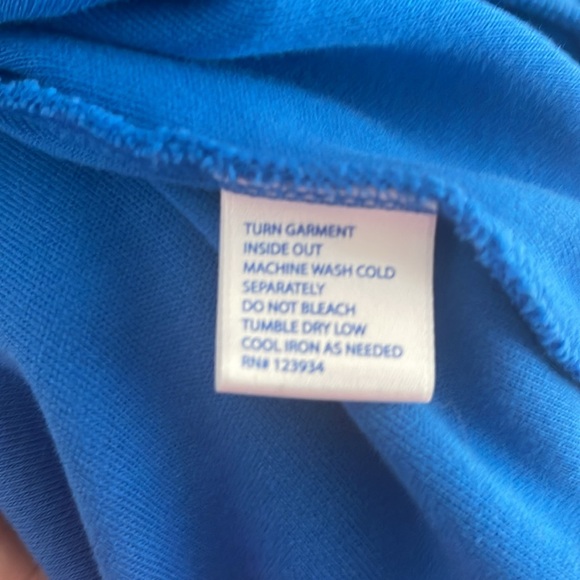 TURN GARMENT
INSIDE OUT
MACHINE WASH COLD
SEPARATELY
DO NOT BLEACH
TUMBLE DRY LOW
COOL IRON AS NEEDED
RN# 123934